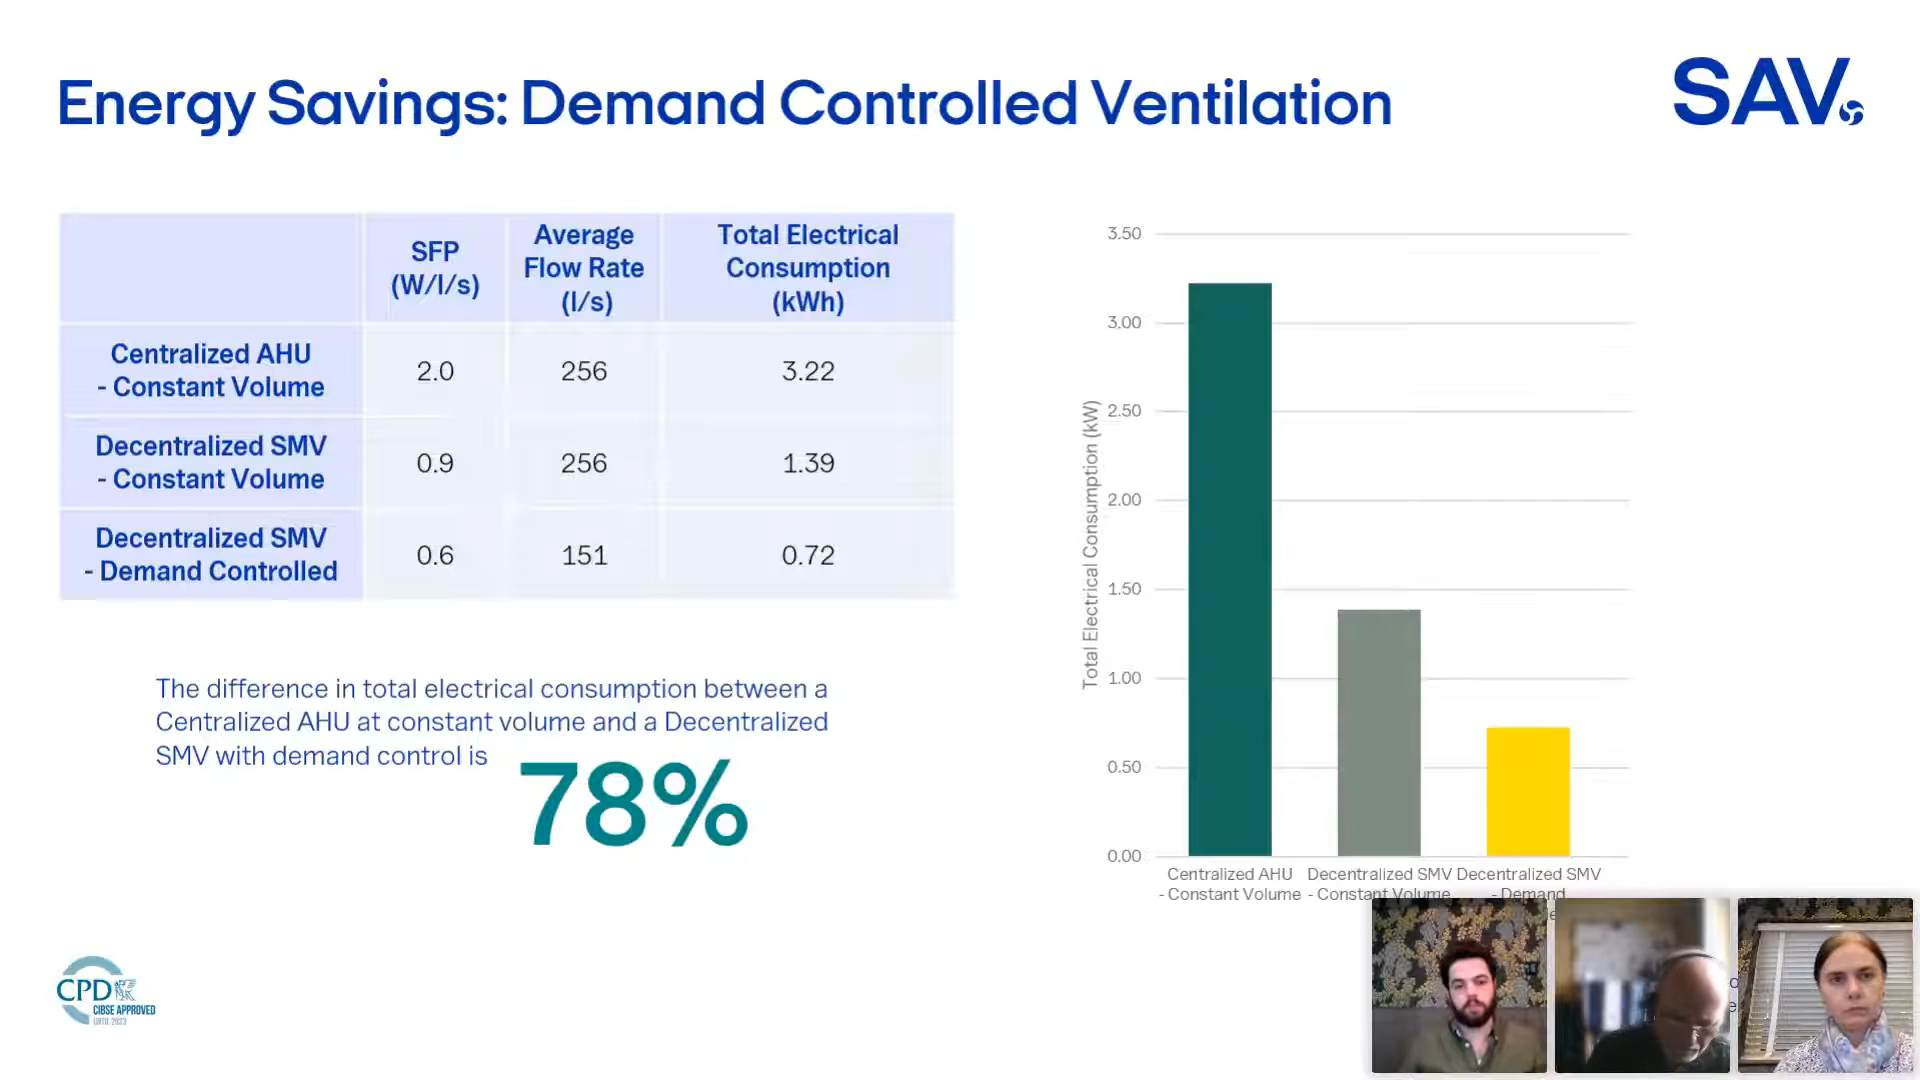 Energy Savings: Demand Controlled Ventilation
SAV
SFP
(W/l/s)
Average
Flow Rate
(l/s)
Total Electrical
Consumption
(kWh)
Centralized AHU
- Constant Volume
2.0
256
3.22
Decentralized SMV
- Constant Volume
0.9
256
1.39
Decentralized SMV
- Demand Controlled
0.6
151
0.72
The difference in total electrical consumption between a
Centralized AHU at constant volume and a Decentralized
SMV with demand control is
78%
Total Electrical Consumption (kW)
3.50
3.00
2.50
2.00
1.50
1.00
0.50
0.00
Centralized AHU
- Constant Volume
Decentralized SMV
- Constant Volume
Decentralized SMV
- Demand
CPD
CIBSE APPROVED
UNTIL 2023